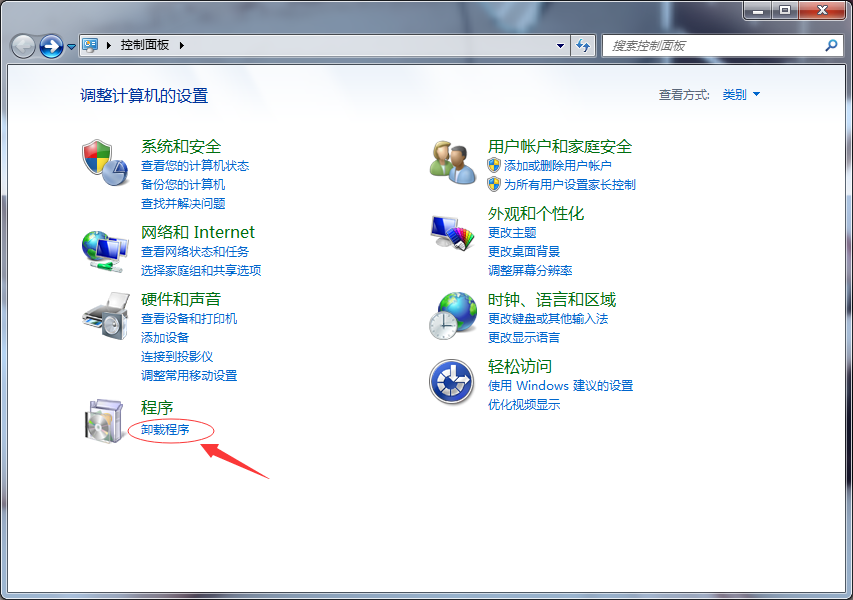 控制面板
搜索控制面板
调整计算机的设置
查看方式: 类别
系统和安全
查看您的计算机状态
备份您的计算机
查找并解决问题
网络和 Internet
查看网络状态和任务
选择家庭组和共享选项
硬件和声音
查看设备和打印机
添加设备
连接到投影仪
调整常用移动设置
程序
卸载程序
用户帐户和家庭安全
添加或删除用户帐户
为所有用户设置家长控制
外观和个性化
更改主题
更改桌面背景
调整屏幕分辨率
时钟、语言和区域
更改键盘或其他输入法
更改显示语言
轻松访问
使用 Windows 建议的设置
优化视频显示